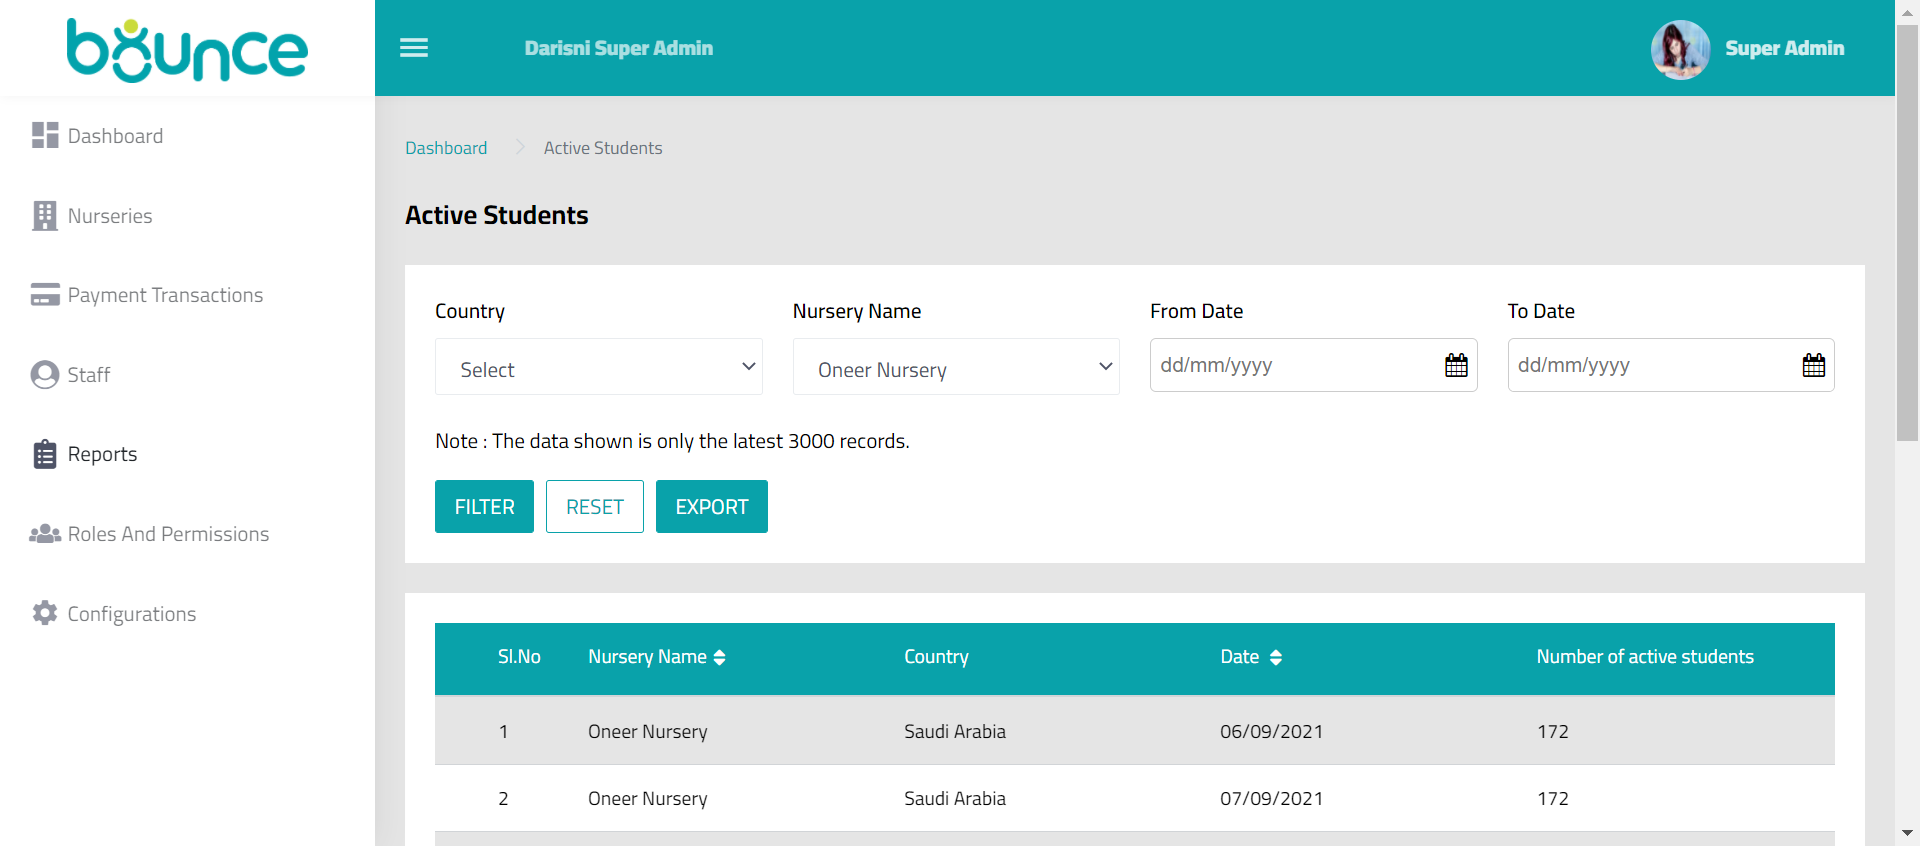 bounce
Darisni Super Admin
Super Admin
Dashboard
Nurseries
Payment Transactions
Staff
Reports
Roles And Permissions
Configurations
Dashboard > Active Students
Active Students
Country Nursery Name From Date To Date
Select Oneer Nursery dd/mm/yyyy dd/mm/yyyy
Note : The data shown is only the latest 3000 records.
FILTER RESET EXPORT
Sl.No Nursery Name Country Date Number of active students
1 Oneer Nursery Saudi Arabia 06/09/2021 172
2 Oneer Nursery Saudi Arabia 07/09/2021 172